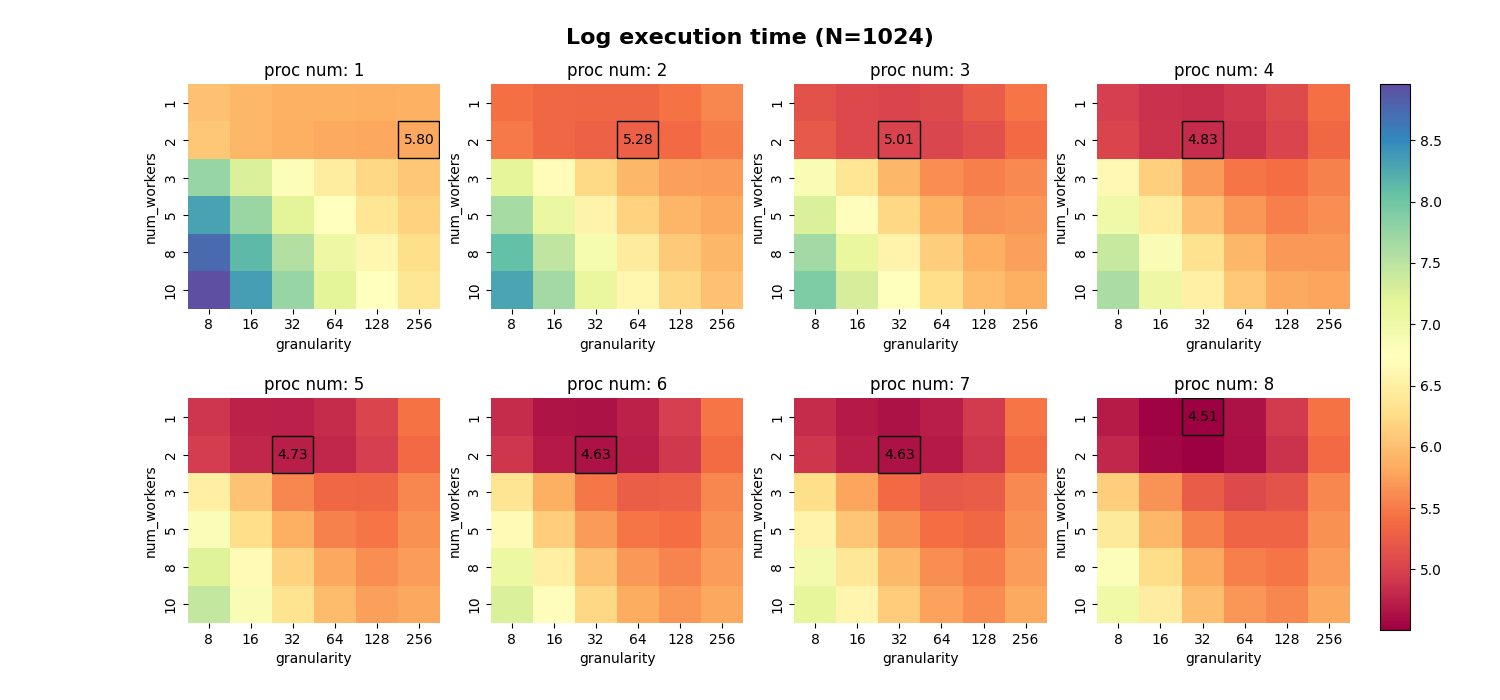 Log execution time (N=1024)
proc num: 1
proc num: 2
proc num: 3
proc num: 4
num_workers
1
2
3
5
8
10
5.80
8 16 32 64 128 256
granularity
num_workers
1
2
3
5
8
10
5.28
8 16 32 64 128 256
granularity
num_workers
1
2
3
5
8
10
5.01
8 16 32 64 128 256
granularity
num_workers
1
2
3
5
8
10
4.83
8 16 32 64 128 256
granularity
proc num: 5
proc num: 6
proc num: 7
proc num: 8
num_workers
1
2
3
5
8
10
4.73
8 16 32 64 128 256
granularity
num_workers
1
2
3
5
8
10
4.63
8 16 32 64 128 256
granularity
num_workers
1
2
3
5
8
10
4.63
8 16 32 64 128 256
granularity
num_workers
1
2
3
5
8
10
4.51
8 16 32 64 128 256
granularity
8.5
8.0
7.5
7.0
6.5
6.0
5.5
5.0